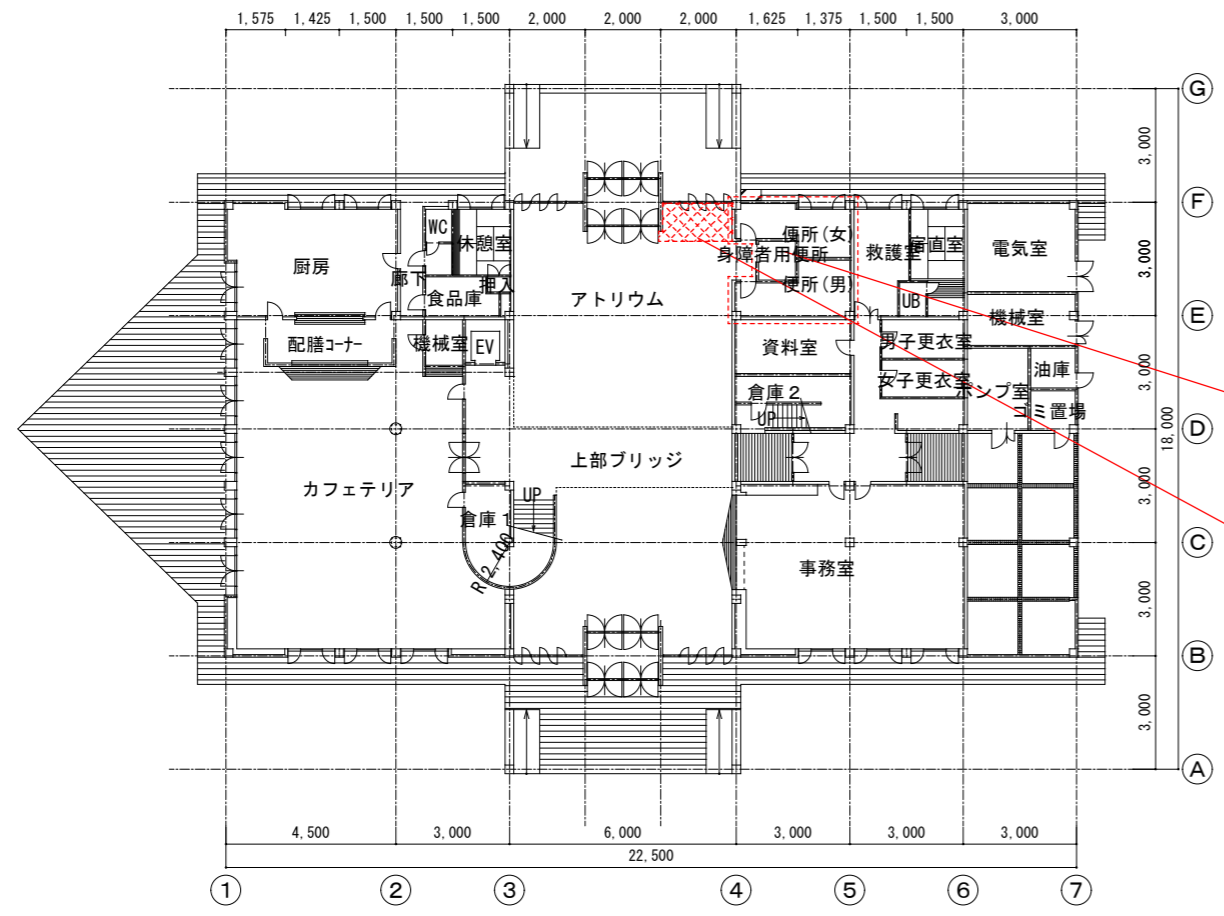 1,575 1,425 1,500 1,500 1,500 2,000 2,000 2,000 1,625 1,375 1,500 1,500 3,000
G
3,000
F
WC
便所(女)
休憩室
救護室
宿直室
電気室
身障者用便所
厨房
3,000
廊下
押入
便所(男)
アトリウム
食品庫
UB
機械室
E
配膳コーナー
機械室
EV
資料室
男子更衣室
3,000
油庫
女子更衣室
ポンプ室
倉庫2
ゴミ置場
UP
D
18,000
上部ブリッジ
カフェテリア
3,000
UP
倉庫1
R 2,400
C
事務室
3,000
B
3,000
A
4,500 3,000 6,000 3,000 3,000 3,000
22,500
1 2 3 4 5 6 7